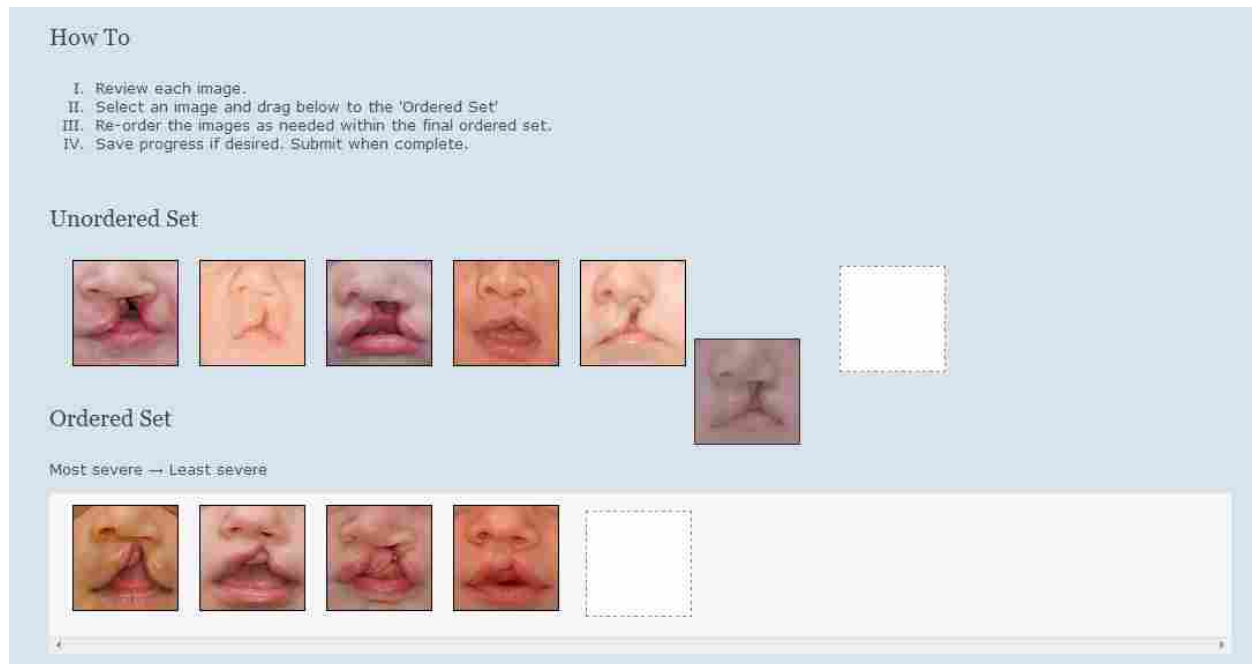 How To
I. Review each image.
II. Select an image and drag below to the 'Ordered Set'
III. Re-order the images as needed within the final ordered set.
IV. Save progress if desired. Submit when complete.
Unordered Set
Ordered Set
Most severe → Least severe